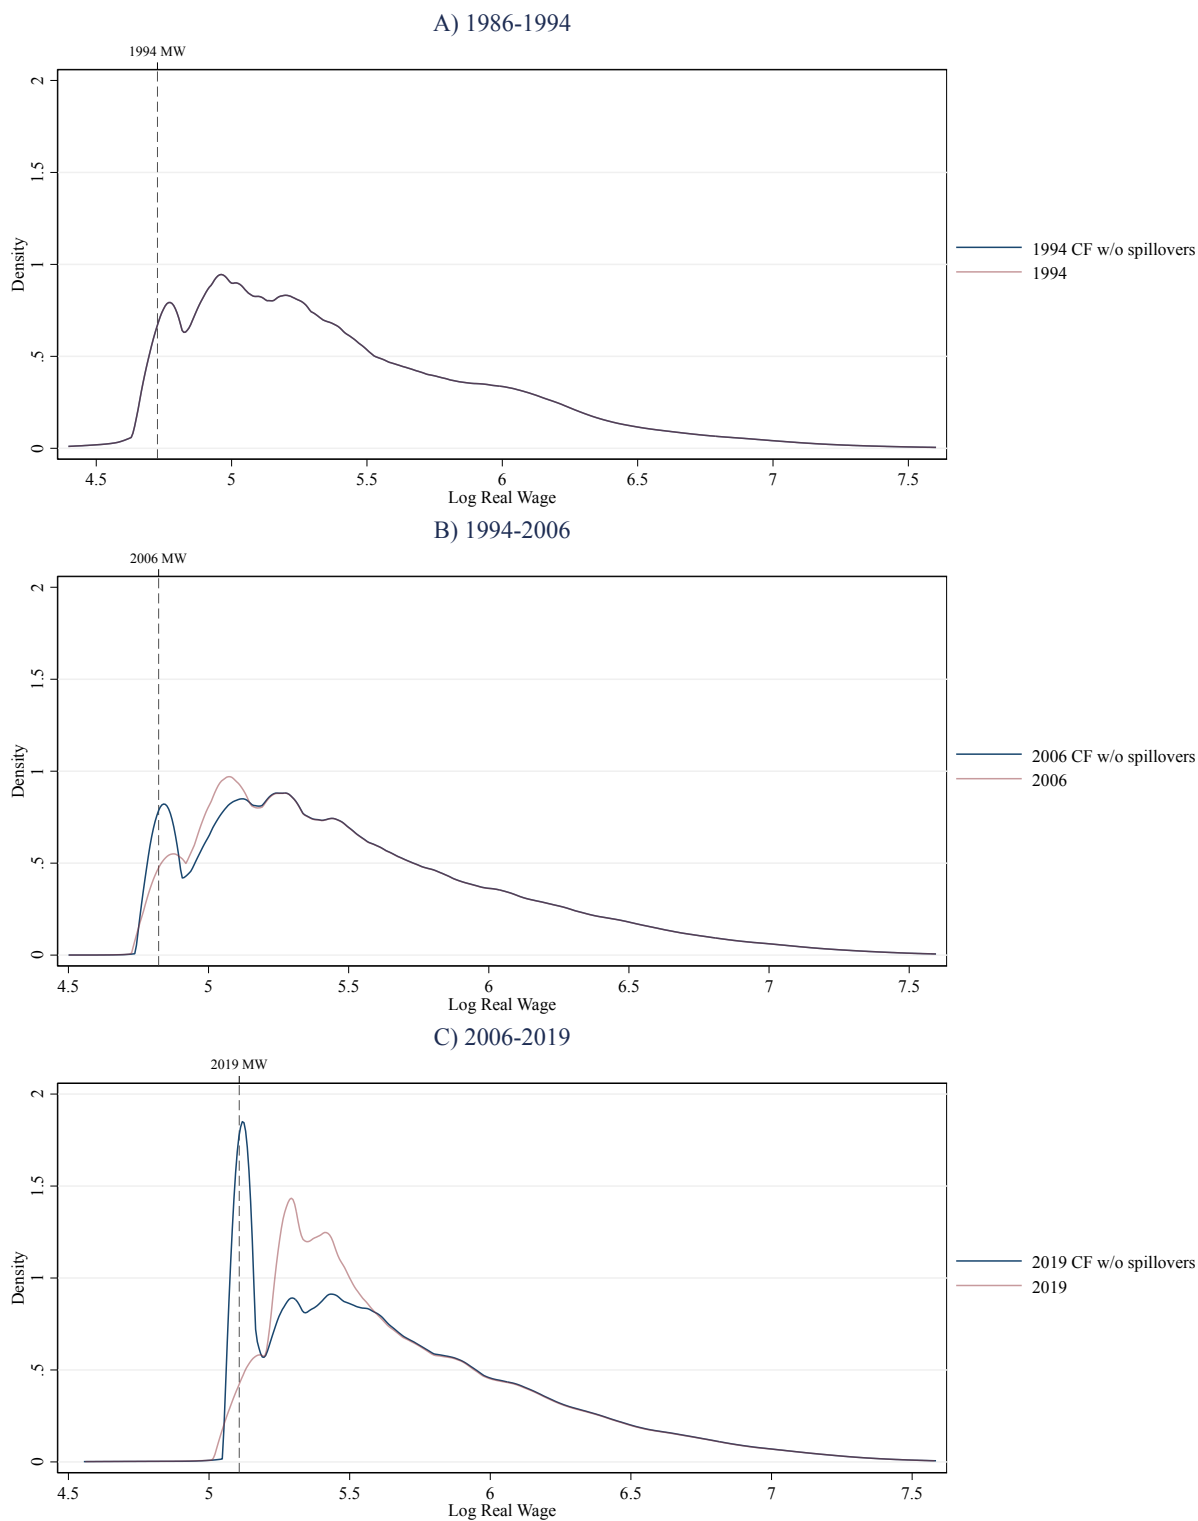 A) 1986-1994
1994 MW
2
1.5
1
.5
0
Density
4.5 5 5.5 6 6.5 7 7.5
Log Real Wage
1994 CF w/o spillovers
1994
B) 1994-2006
2006 MW
2
1.5
1
.5
0
Density
4.5 5 5.5 6 6.5 7 7.5
Log Real Wage
2006 CF w/o spillovers
2006
C) 2006-2019
2019 MW
2
1.5
1
.5
0
Density
4.5 5 5.5 6 6.5 7 7.5
Log Real Wage
2019 CF w/o spillovers
2019